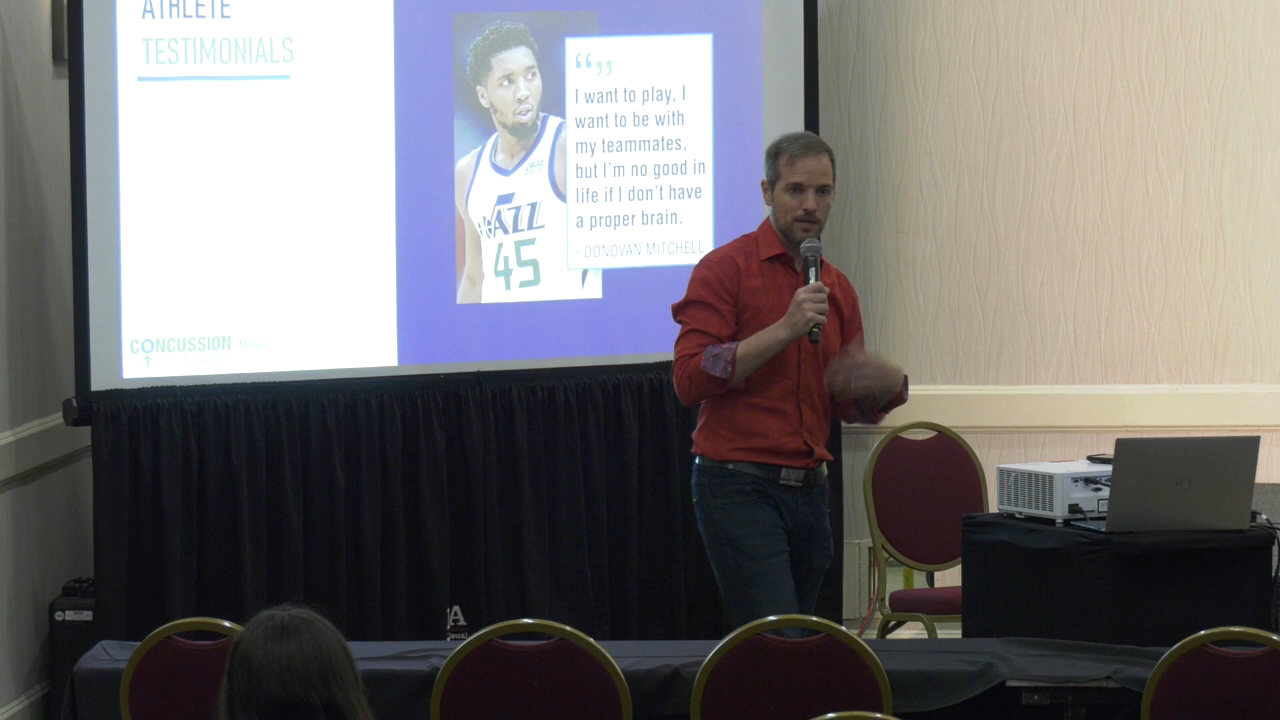 ATHLETE
TESTIMONIALS
I want to play, I
want to be with
my teammates,
but I'm no good in
life if I don't have
a proper brain.
- DONOVAN MITCHELL
JAZZ
45
CONCUSSION